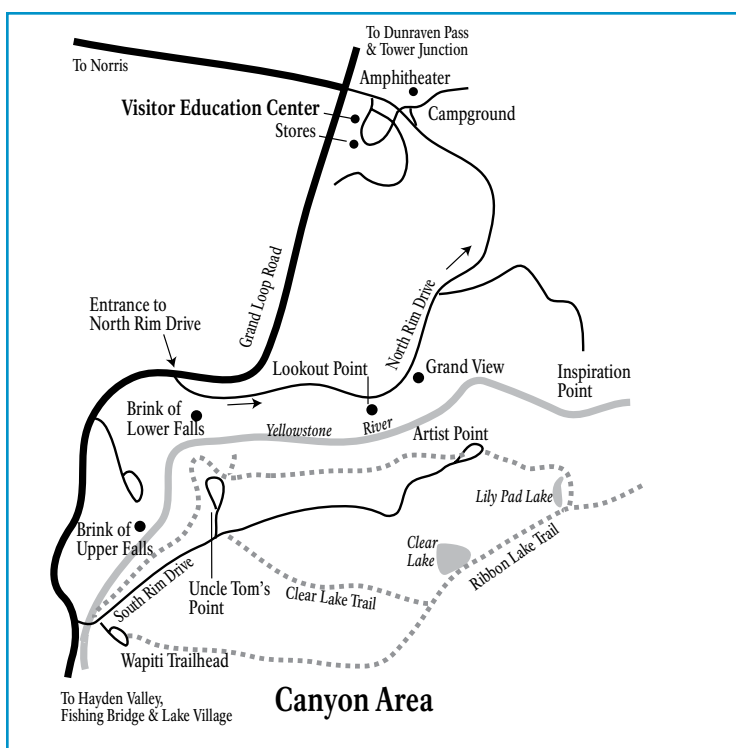 To Dunraven Pass
& Tower Junction
To Norris
Amphitheater
Visitor Education Center
Campground
Stores
Grand Loop Road
Entrance to
North Rim Drive
North Rim Drive
Lookout Point
Grand View
Inspiration
Point
Brink of
Lower Falls
Yellowstone
River
Artist Point
Lily Pad Lake
Brink of
Upper Falls
Clear
Lake
Ribbon Lake Trail
Uncle Tom's
Point
South Rim Drive
Clear Lake Trail
Wapiti Trailhead
To Hayden Valley,
Fishing Bridge & Lake Village
Canyon Area